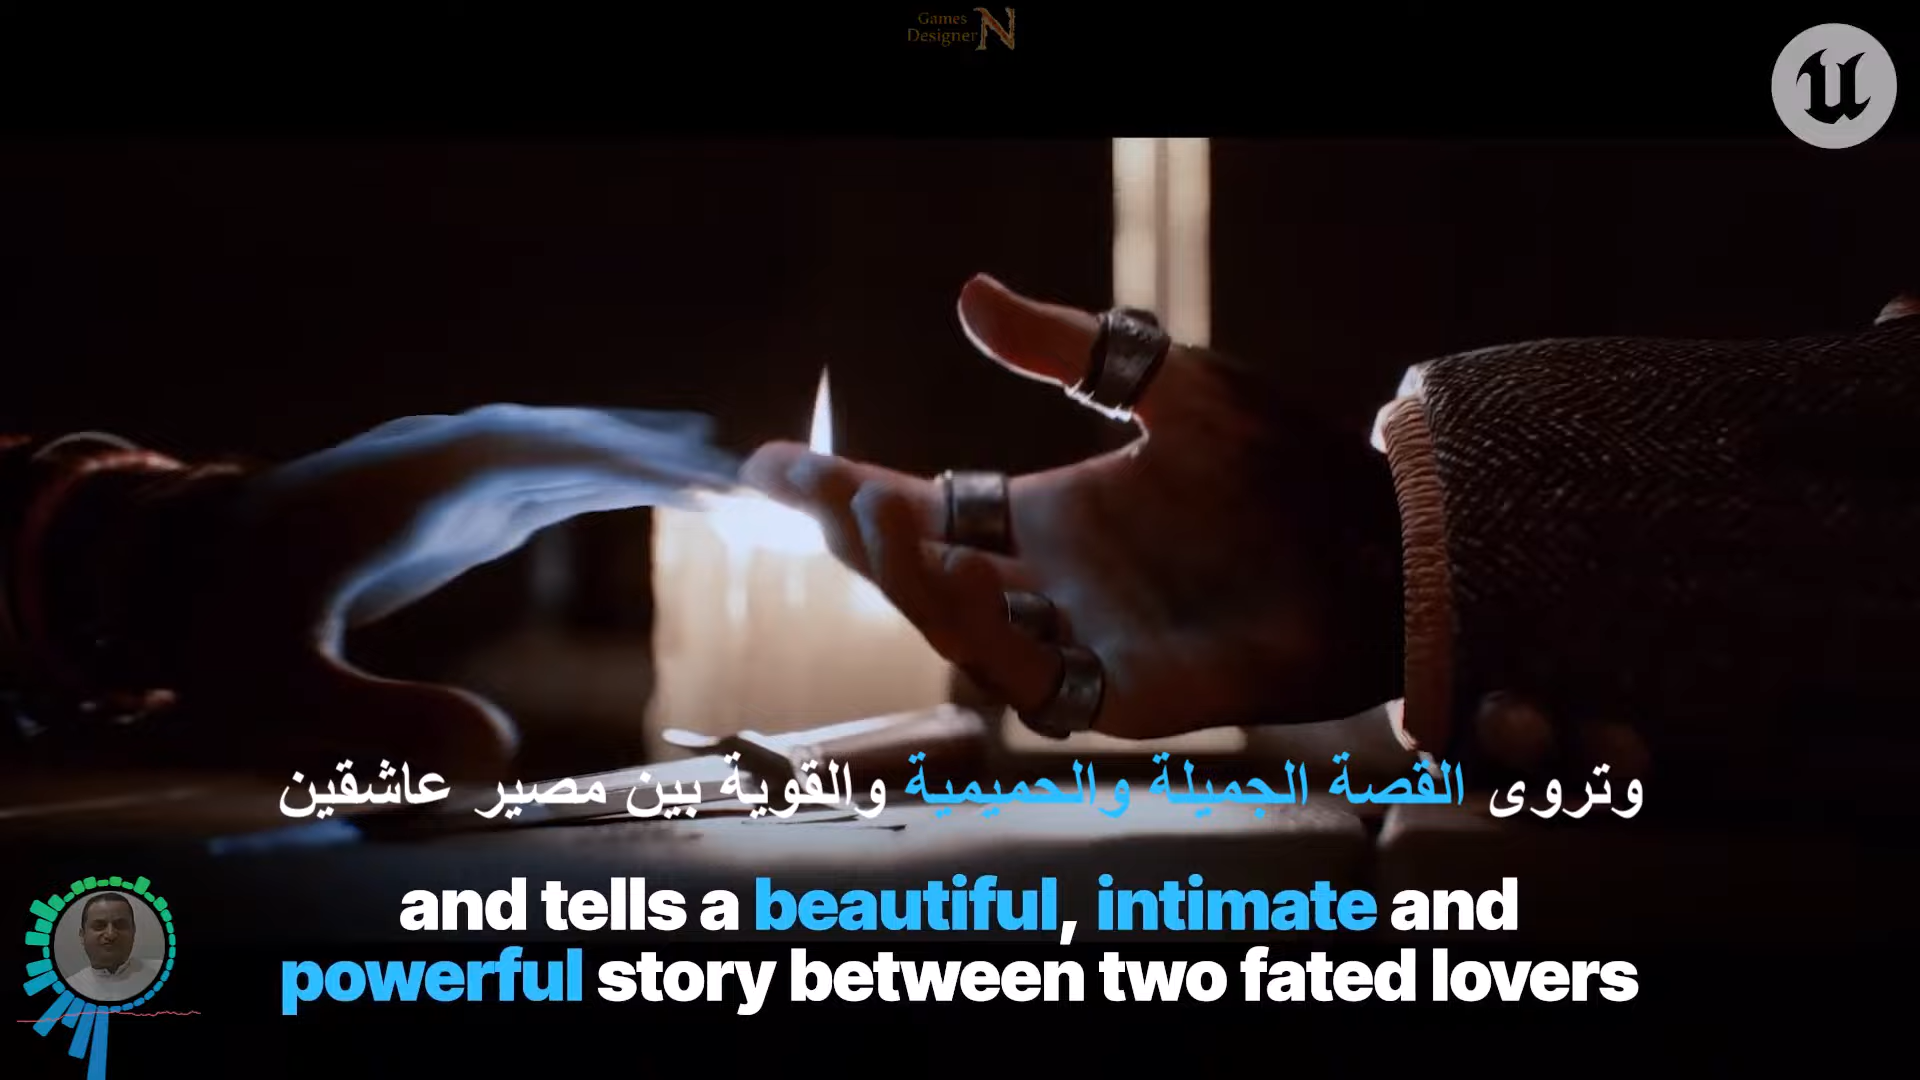 Games
Designer N
وتروى القصة الجميلة والحميمية والقوية بين مصير عاشقين
and tells a beautiful, intimate and
powerful story between two fated lovers